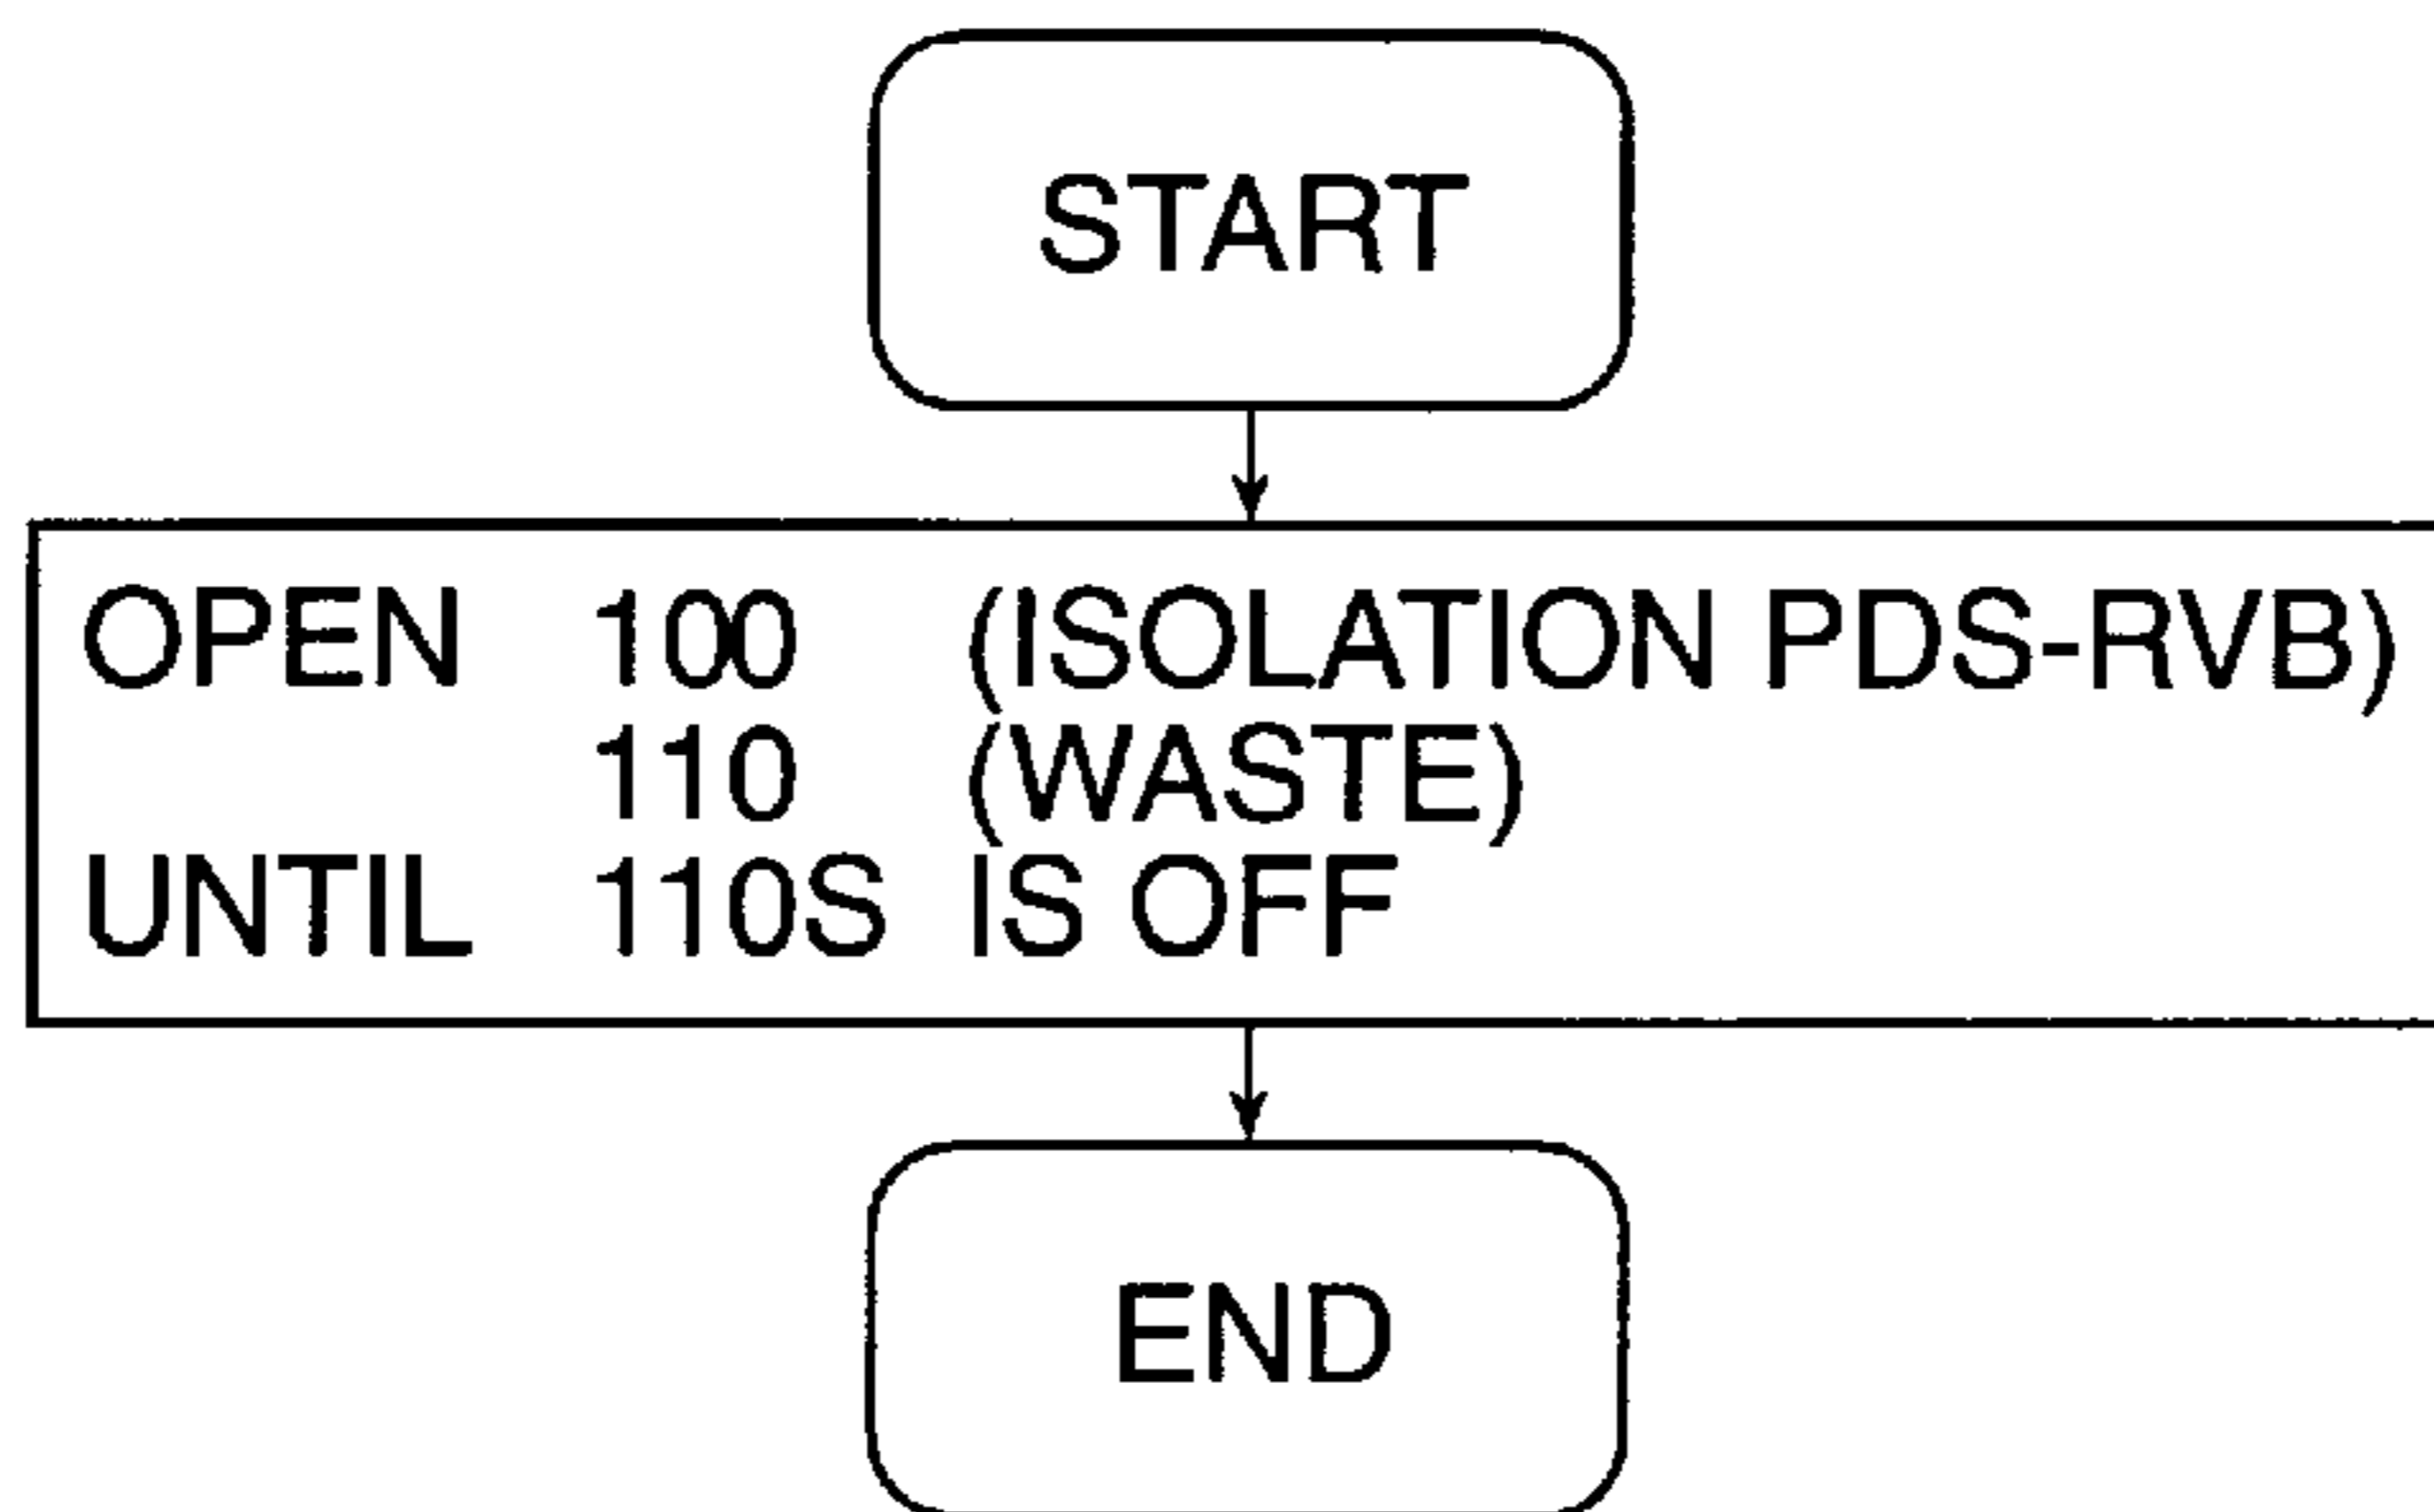 START
OPEN 100 (ISOLATION PDS-RVB)
110 (WASTE)
UNTIL 110S IS OFF
END